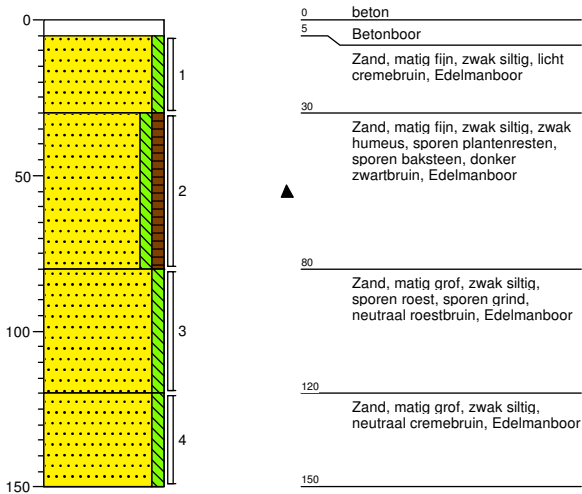 0
50
100
150
1
2
3
4
0 beton
5 Betonboor
Zand, matig fijn, zwak siltig, licht
cremebruin, Edelmanboor
30
Zand, matig fijn, zwak siltig, zwak
humeus, sporen plantenresten,
sporen baksteen, donker
zwartbruin, Edelmanboor
80
Zand, matig grof, zwak siltig,
sporen roest, sporen grind,
neutraal roestbruin, Edelmanboor
120
Zand, matig grof, zwak siltig,
neutraal cremebruin, Edelmanboor
150